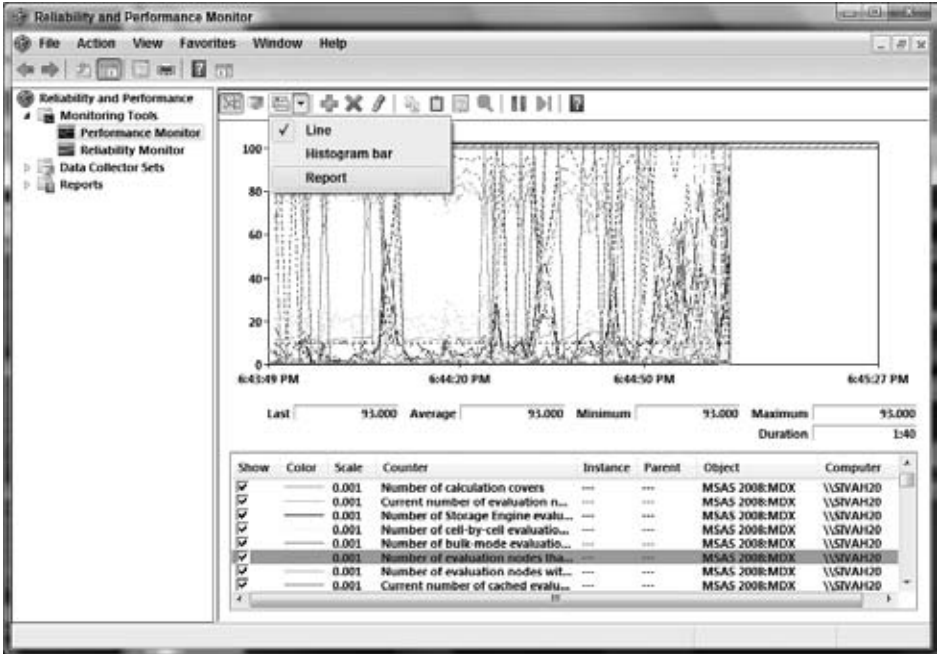 Reliability and Performance Monitor
File Action View Favorites Window Help
Reliability and Performance
Monitoring Tools
Performance Monitor
Reliability Monitor
Data Collector Sets
Reports
Line
Histogram bar
Report
100
80
60
40
20
0
6:43:49 PM 6:44:20 PM 6:44:50 PM 6:45:27 PM
Last 93.000 Average 93.000 Minimum 93.000 Maximum 93.000
Duration 1:40
Show Color Scale Counter Instance Parent Object Computer
0.001 Number of calculation covers --- --- MSAS 2008:MDX \\SIVAH20
0.001 Current number of evaluation n... --- --- MSAS 2008:MDX \\SIVAH20
0.001 Number of Storage Engine evalu... --- --- MSAS 2008:MDX \\SIVAH20
0.001 Number of cell-by-cell evaluatio... --- --- MSAS 2008:MDX \\SIVAH20
0.001 Number of bulk-mode evaluatio... --- --- MSAS 2008:MDX \\SIVAH20
0.001 Number of evaluation nodes tha... --- --- MSAS 2008:MDX \\SIVAH20
0.001 Number of evaluation nodes wit... --- --- MSAS 2008:MDX \\SIVAH20
0.001 Current number of cached evalu... --- --- MSAS 2008:MDX \\SIVAH20